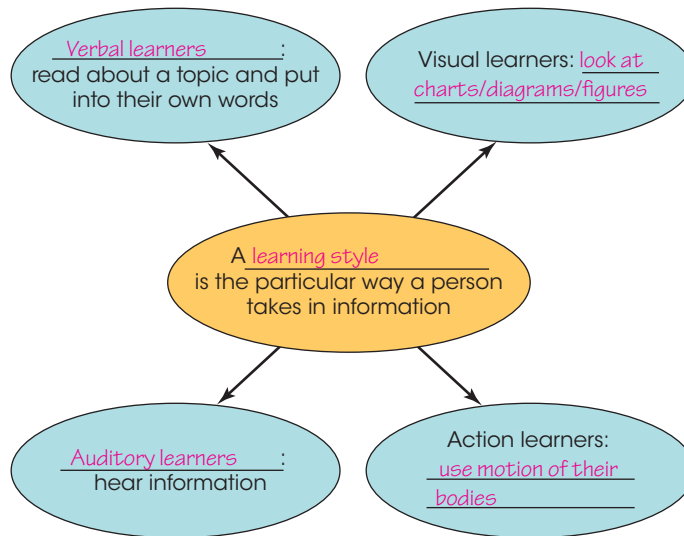 Verbal learners :
read about a topic and put
into their own words
Visual learners: look at
charts/diagrams/figures
A learning style
is the particular way a person
takes in information
Auditory learners :
hear information
Action learners:
use motion of their
bodies